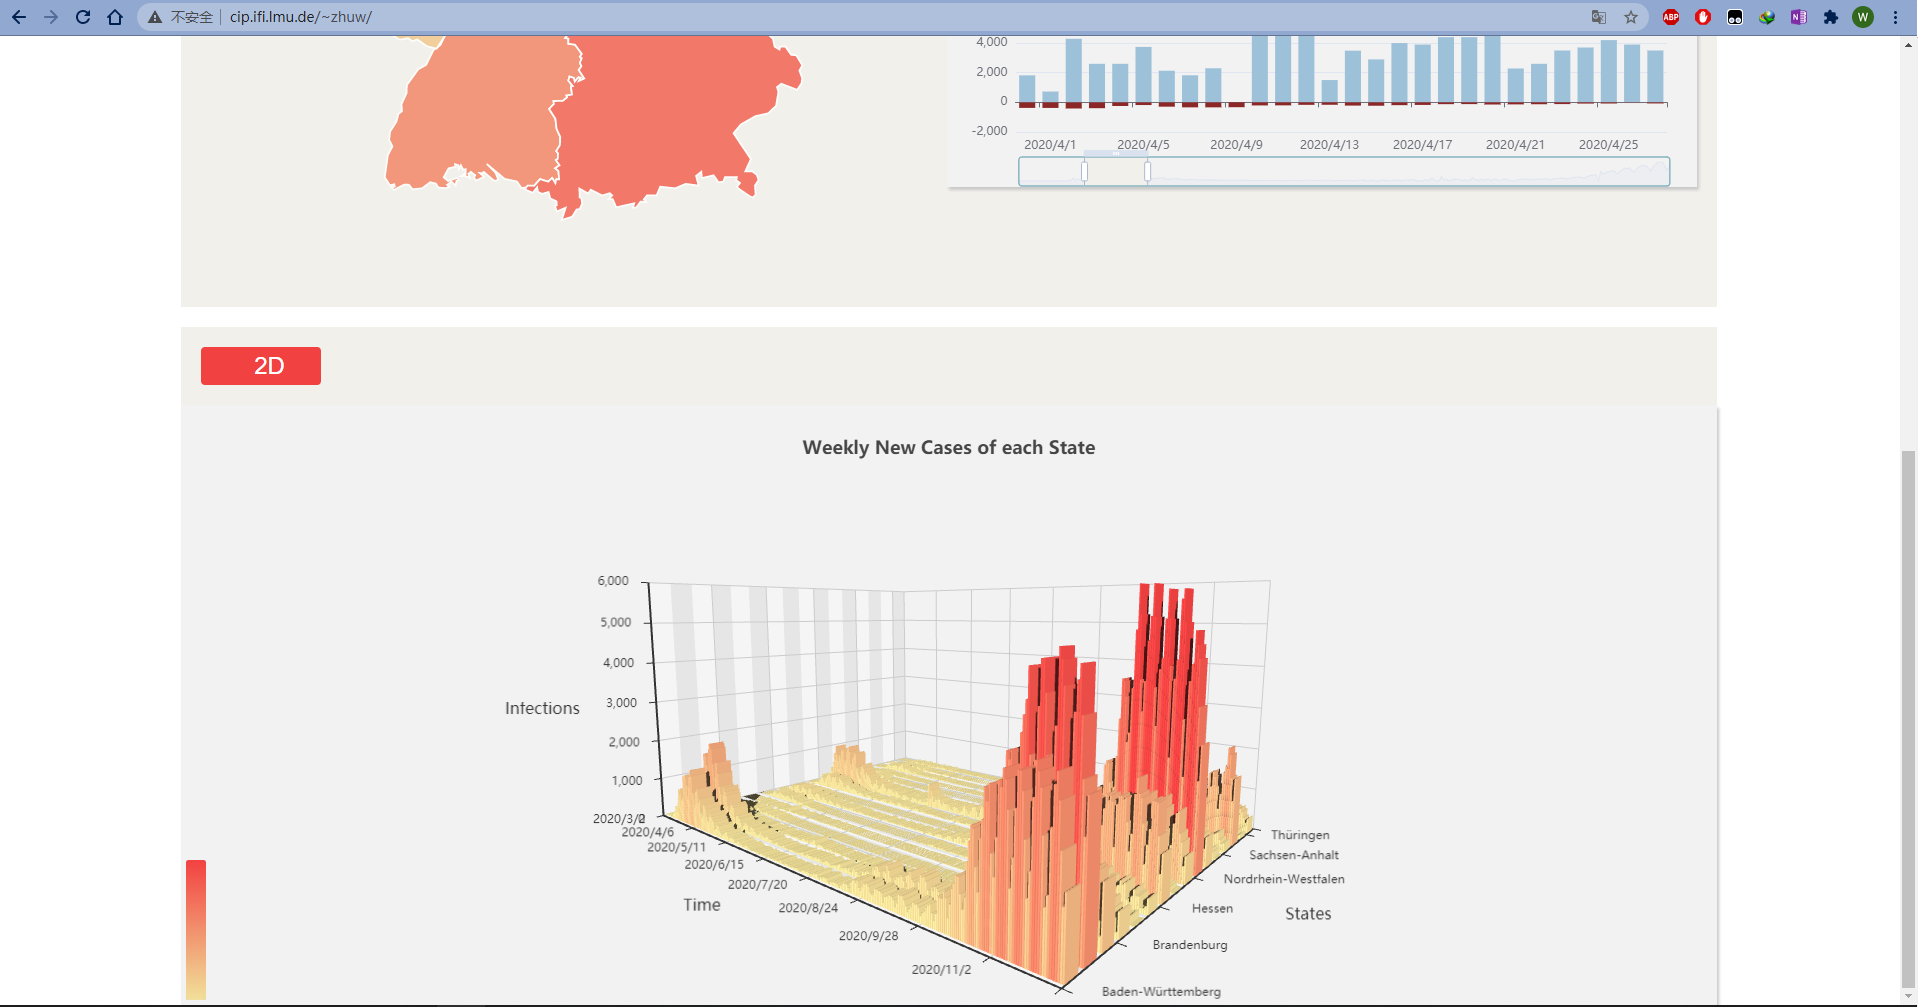 不安全 cip.ifi.lmu.de/~zhuw/
ABP
N
W
4,000
2,000
0
-2,000
2020/4/1 2020/4/5 2020/4/9 2020/4/13 2020/4/17 2020/4/21 2020/4/25
2D
Weekly New Cases of each State
6,000
5,000
4,000
3,000
Infections
2,000
1,000
0
2020/3/2
2020/4/6
2020/5/11
2020/6/15
2020/7/20
2020/8/24
2020/9/28
2020/11/2
Time
Thüringen
Sachsen-Anhalt
Nordrhein-Westfalen
Hessen
States
Brandenburg
Baden-Württemberg